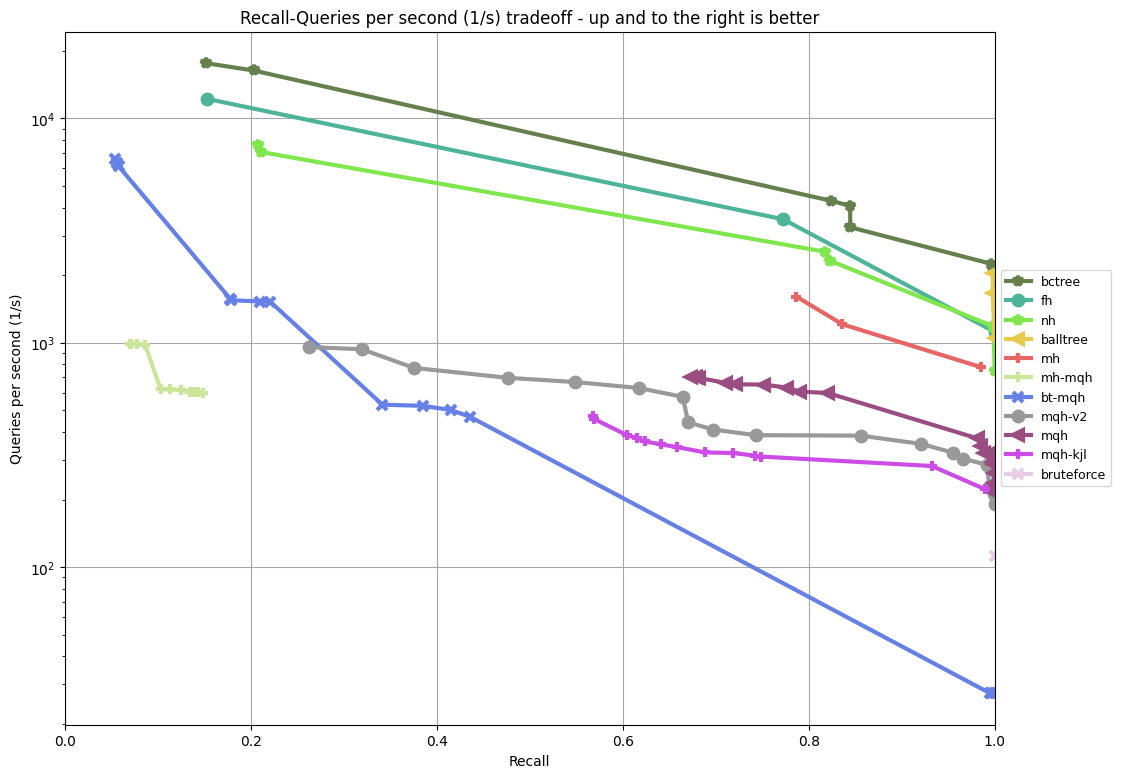 Recall-Queries per second (1/s) tradeoff - up and to the right is better
Queries per second (1/s)
10⁴
10³
10²
0.0 0.2 0.4 0.6 0.8 1.0
Recall
bctree
fh
nh
balltree
mh
mh-mqh
bt-mqh
mqh-v2
mqh
mqh-kjl
bruteforce